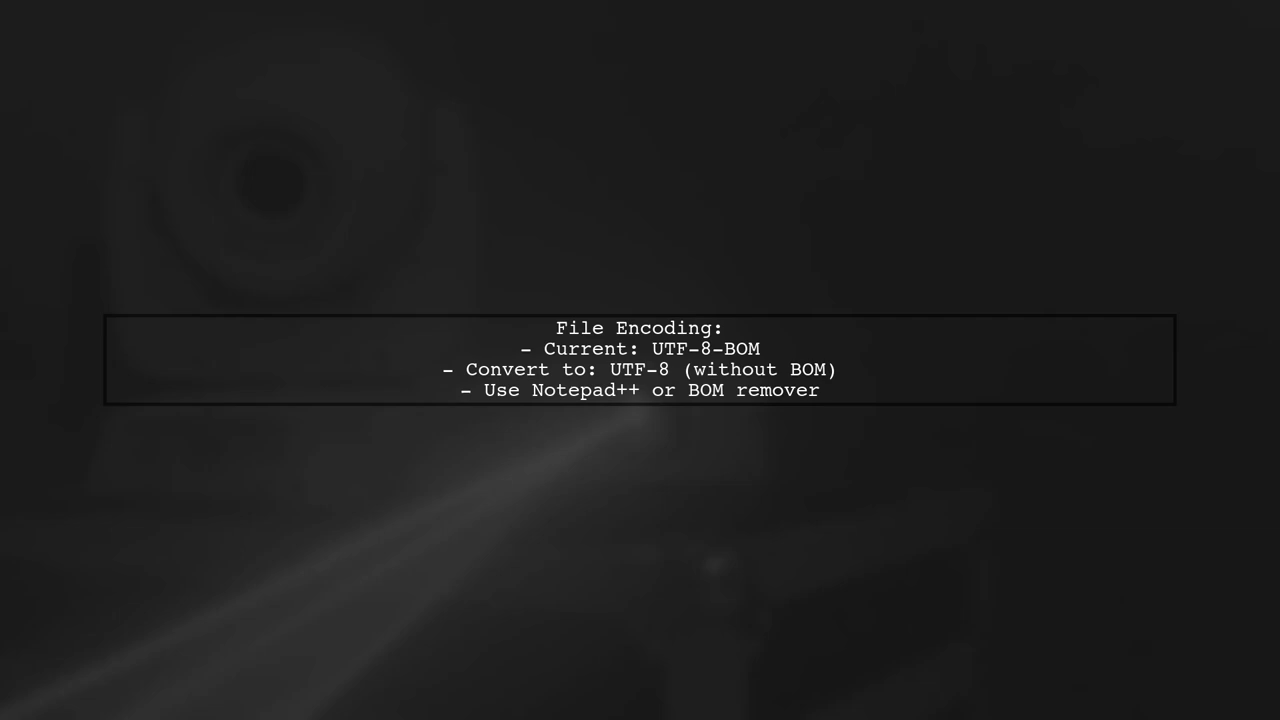 File Encoding:
- Current: UTF-8-BOM
- Convert to: UTF-8 (without BOM)
- Use Notepad++ or BOM remover